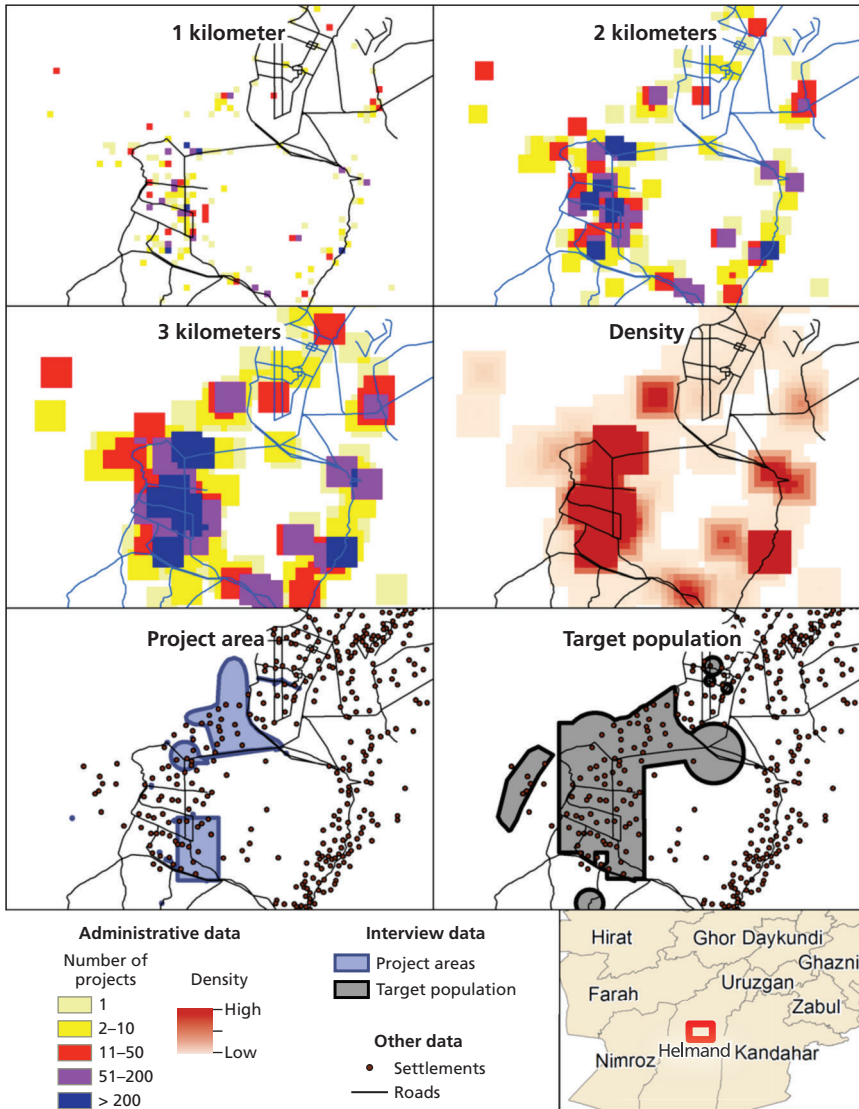 1 kilometer
2 kilometers
3 kilometers
Density
Project area
Target population
Administrative data
Number of
projects
1
2–10
11–50
51–200
> 200
Density
High
Low
Interview data
Project areas
Target population
Other data
Settlements
Roads
Hirat
Ghor
Daykundi
Ghazni
Uruzgan
Farah
Zabul
Nimroz
Helmand
Kandahar